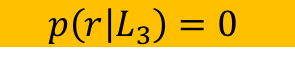 p(r|L₃) = 0